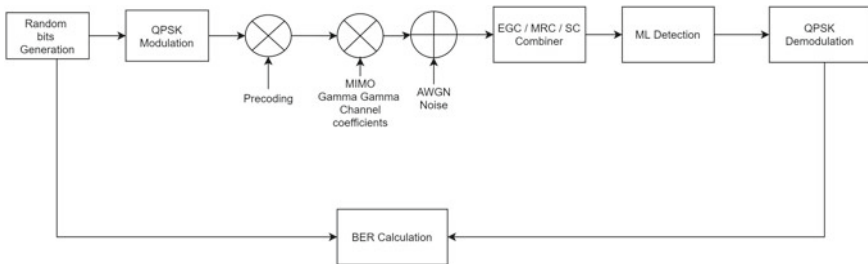 Random
bits
Generation
QPSK
Modulation
Precoding
MIMO
Gamma Gamma
Channel
coefficients
AWGN
Noise
EGC / MRC / SC
Combiner
ML Detection
QPSK
Demodulation
BER Calculation